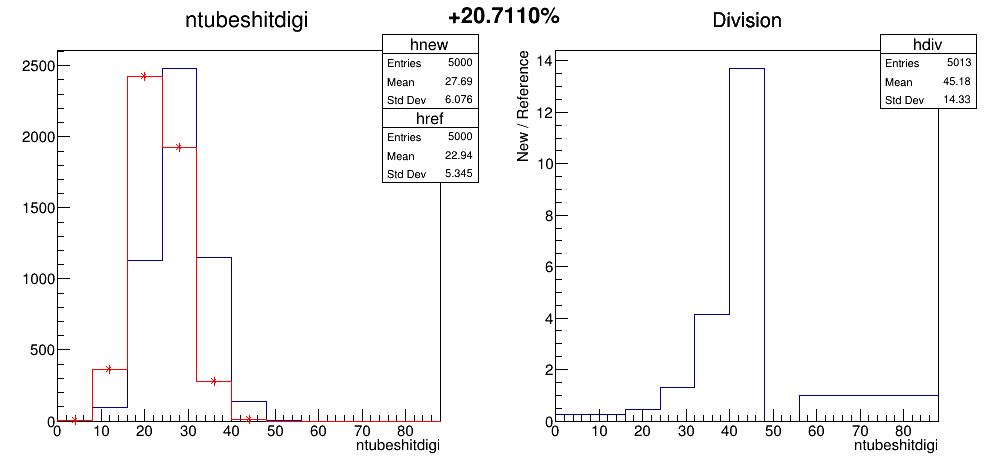 +20.7110%
ntubeshitdigi
hnew
Entries 5000
Mean 27.69
Std Dev 6.076
href
Entries 5000
Mean 22.94
Std Dev 5.345
2500
2000
1500
1000
500
0
0 10 20 30 40 50 60 70 80
ntubeshitdigi
Division
hdiv
Entries 5013
Mean 45.18
Std Dev 14.33
New / Reference
14
12
10
8
6
4
2
0
0 10 20 30 40 50 60 70 80
ntubeshitdigi